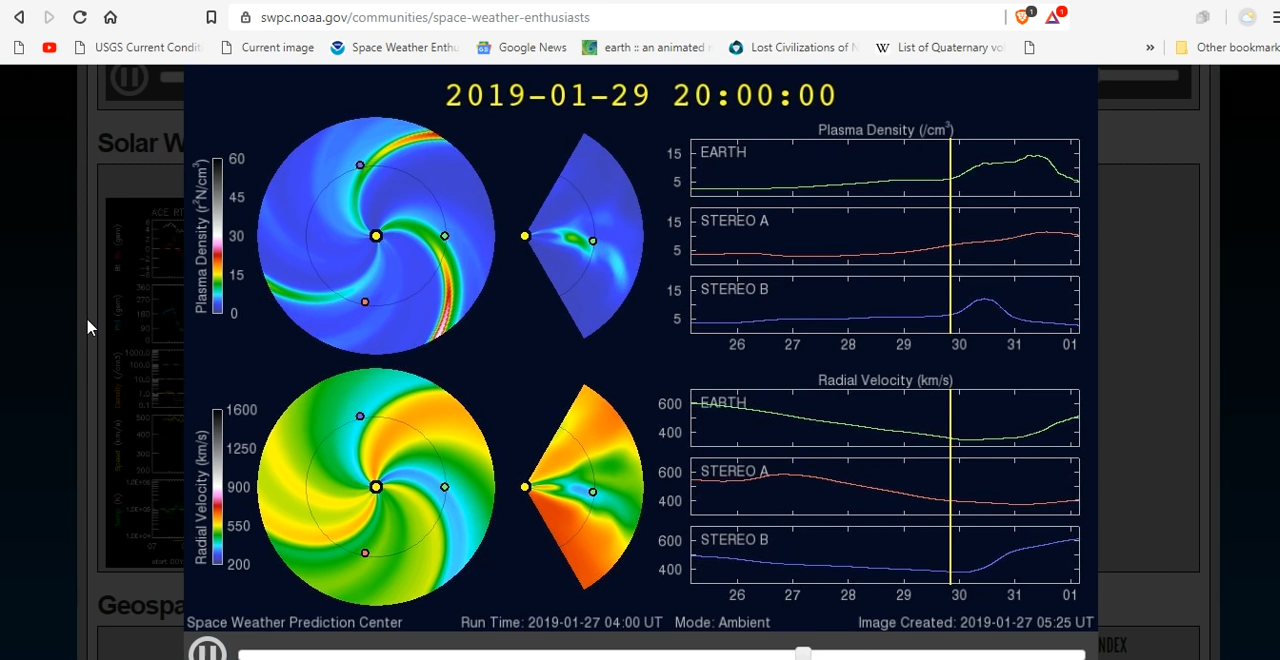 swpc.noaa.gov/communities/space-weather-enthusiasts
1
1
USGS Current Condit
Current image
Space Weather Enthu
Google News
earth :: an animated
Lost Civilizations of N
List of Quaternary vo
»
Other bookmark
Solar W
2019-01-29 20:00:00
Plasma Density (r²N/cm³)
60
45
30
15
0
Plasma Density (/cm³)
EARTH
15
5
STEREO A
15
5
STEREO B
15
5
26 27 28 29 30 31 01
Radial Velocity (km/s)
1600
1250
900
550
200
Radial Velocity (km/s)
EARTH
600
400
STEREO A
600
400
STEREO B
600
400
26 27 28 29 30 31 01
Space Weather Prediction Center
Run Time: 2019-01-27 04:00 UT
Mode: Ambient
Image Created: 2019-01-27 05:25 UT
Geospa
NDEX